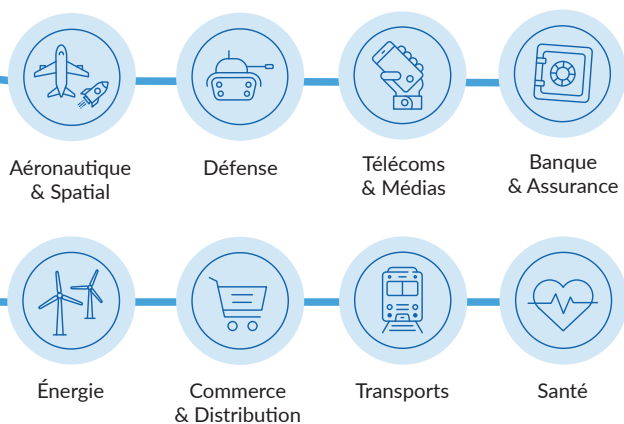 Aéronautique
& Spatial
Défense
Télécoms
& Médias
Banque
& Assurance
Énergie
Commerce
& Distribution
Transports
Santé